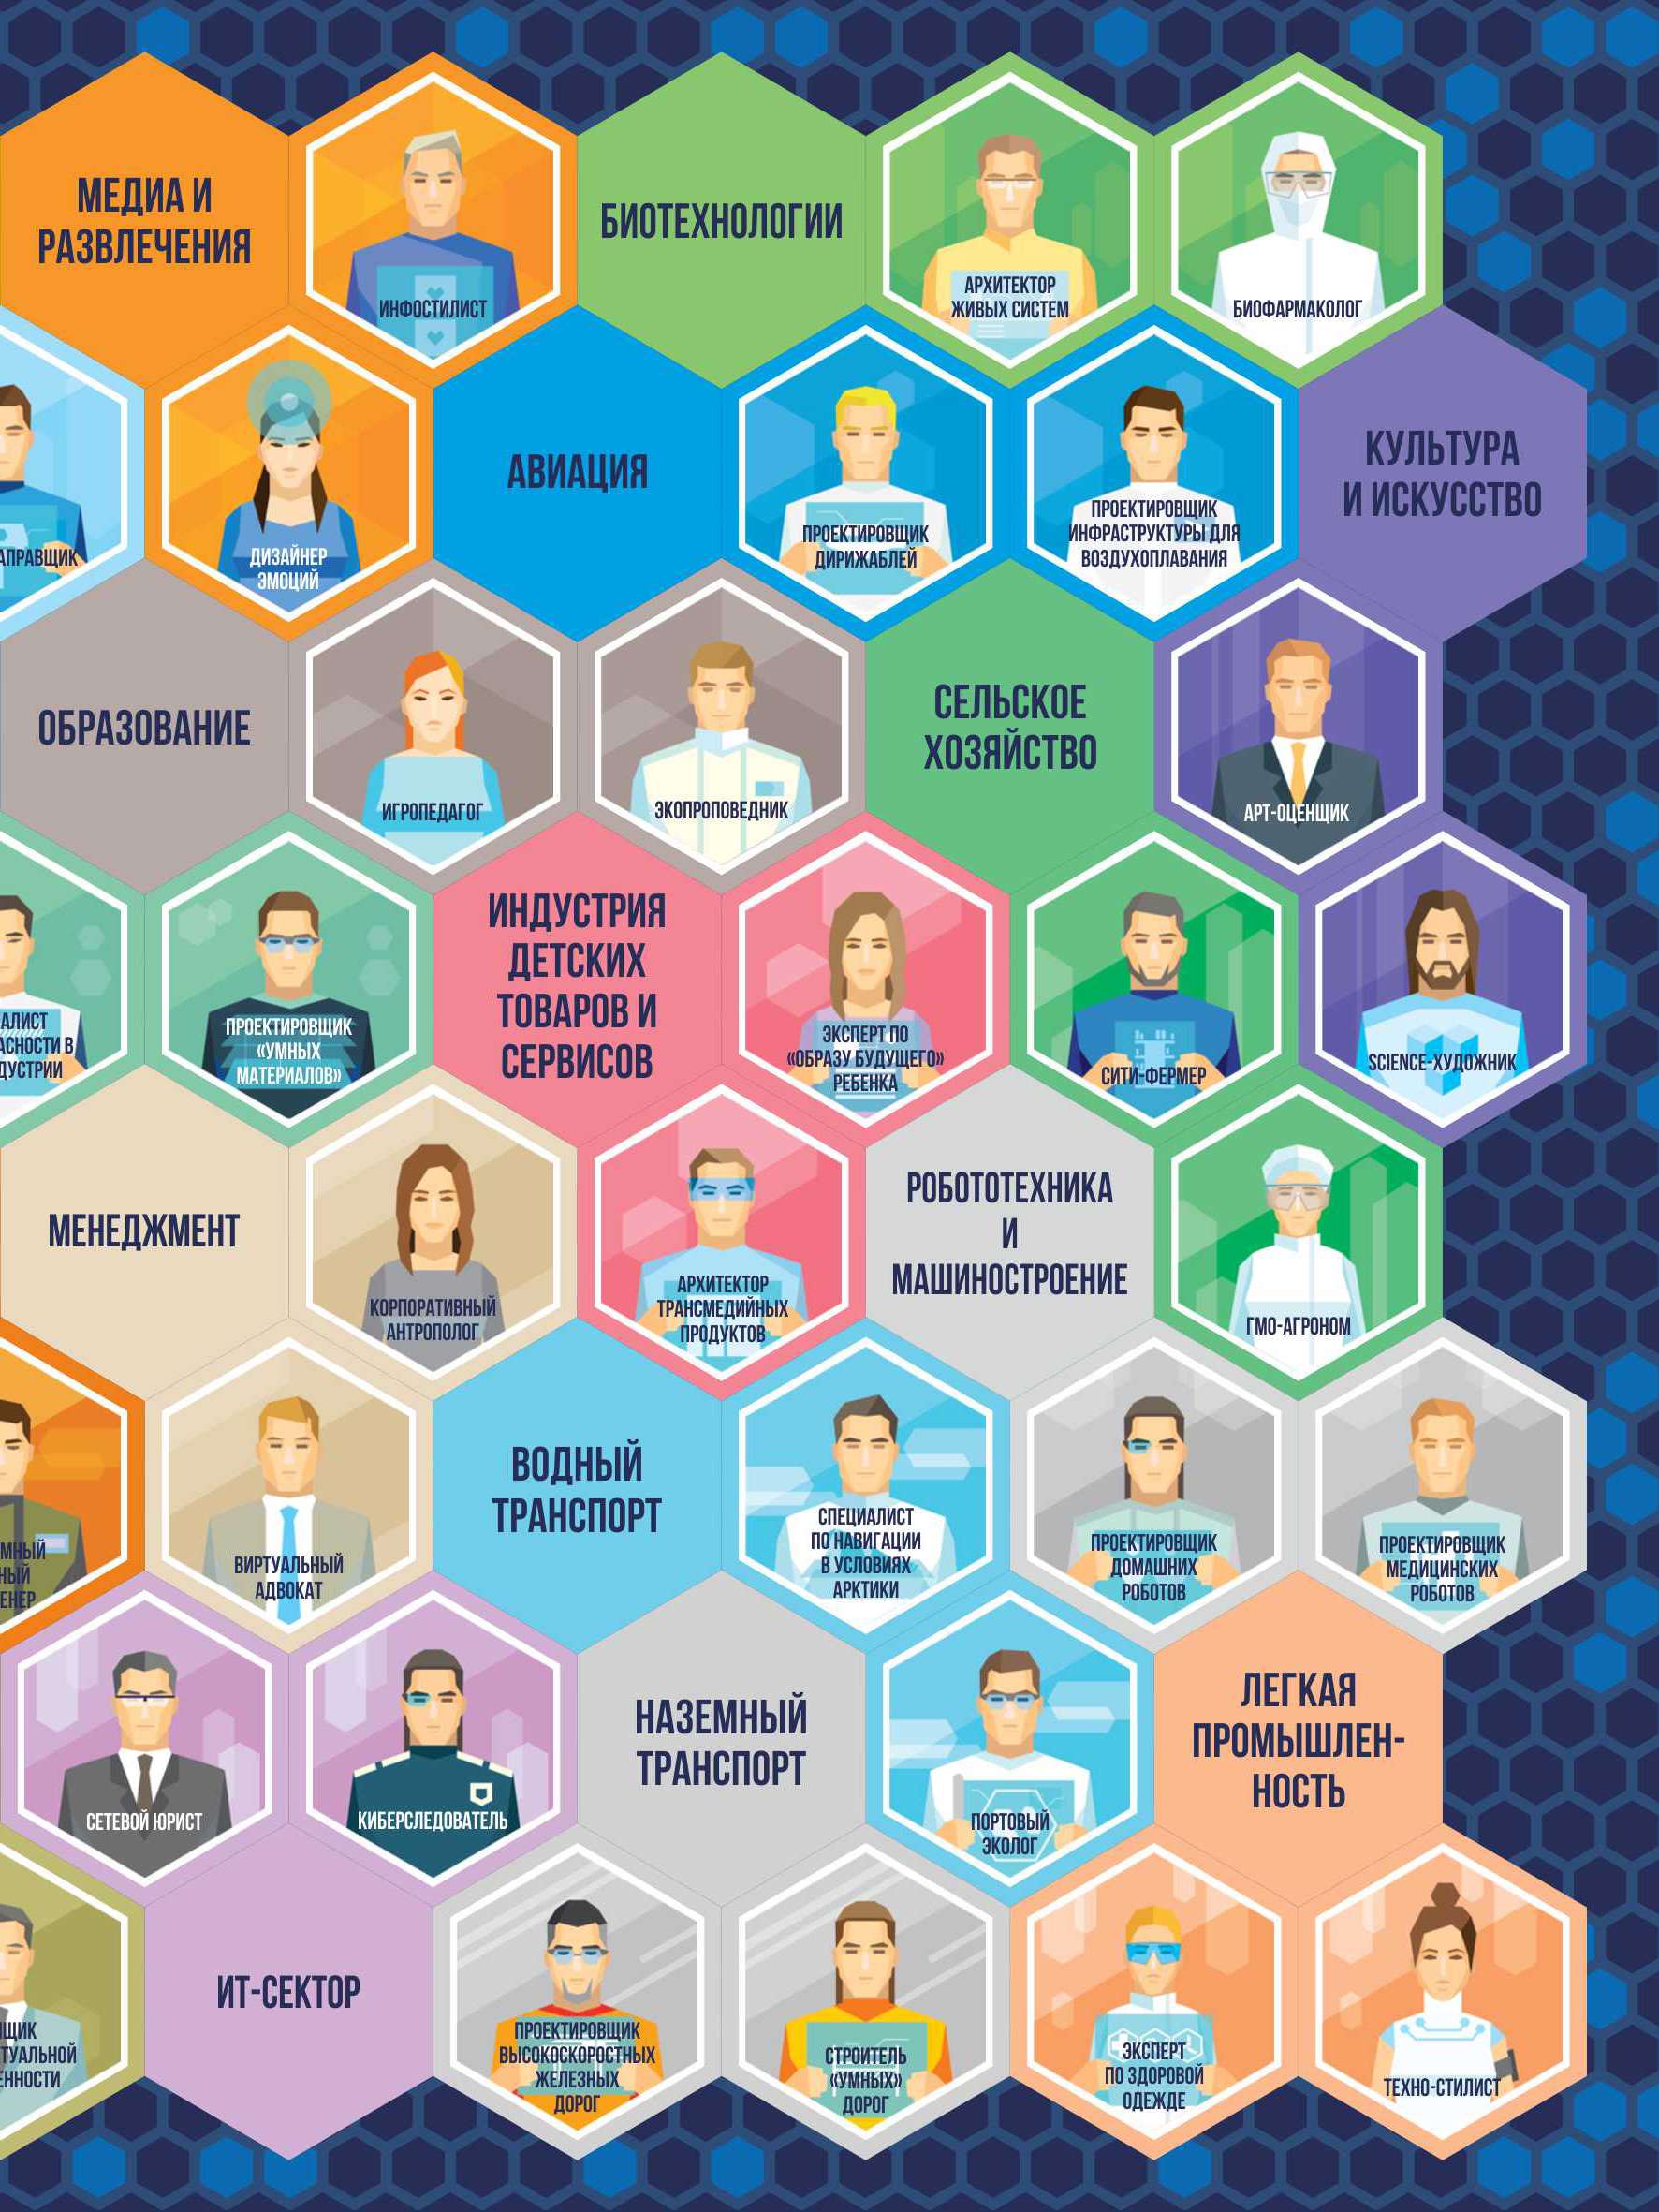 МЕДИА И
РАЗВЛЕЧЕНИЯ
ИНФОСТИЛИСТ
БИОТЕХНОЛОГИИ
АРХИТЕКТОР
ЖИВЫХ СИСТЕМ
БИОФАРМАКОЛОГ
АПРАВЩИК
ДИЗАЙНЕР
ЭМОЦИЙ
АВИАЦИЯ
ПРОЕКТИРОВЩИК
ДИРИЖАБЛЕЙ
ПРОЕКТИРОВЩИК
ИНФРАСТРУКТУРЫ ДЛЯ
ВОЗДУХОПЛАВАНИЯ
КУЛЬТУРА
И ИСКУССТВО
ОБРАЗОВАНИЕ
ИГРОПЕДАГОГ
ЭКОПРОПОВЕДНИК
СЕЛЬСКОЕ
ХОЗЯЙСТВО
АРТ-ОЦЕНЩИК
АЛИСТ
АСНОСТИ В
ДУСТРИИ
ПРОЕКТИРОВЩИК
«УМНЫХ
МАТЕРИАЛОВ»
ИНДУСТРИЯ
ДЕТСКИХ
ТОВАРОВ И
СЕРВИСОВ
ЭКСПЕРТ ПО
«ОБРАЗУ БУДУЩЕГО»
РЕБЕНКА
СИТИ-ФЕРМЕР
SCIENCE-ХУДОЖНИК
МЕНЕДЖМЕНТ
КОРПОРАТИВНЫЙ
АНТРОПОЛОГ
АРХИТЕКТОР
ТРАНСМЕДИЙНЫХ
ПРОДУКТОВ
РОБОТОТЕХНИКА
И
МАШИНОСТРОЕНИЕ
ГМО-АГРОНОМ
МНЫЙ
НЫЙ
ЕНЕР
ВИРТУАЛЬНЫЙ
АДВОКАТ
ВОДНЫЙ
ТРАНСПОРТ
СПЕЦИАЛИСТ
ПО НАВИГАЦИИ
В УСЛОВИЯХ
АРКТИКИ
ПРОЕКТИРОВЩИК
ДОМАШНИХ
РОБОТОВ
ПРОЕКТИРОВЩИК
МЕДИЦИНСКИХ
РОБОТОВ
СЕТЕВОЙ ЮРИСТ
КИБЕРСЛЕДОВАТЕЛЬ
НАЗЕМНЫЙ
ТРАНСПОРТ
ПОРТОВЫЙ
ЭКОЛОГ
ЛЕГКАЯ
ПРОМЫШЛЕН-
НОСТЬ
ЩИК
ТУАЛЬНОЙ
ЕННОСТИ
ИТ-СЕКТОР
ПРОЕКТИРОВЩИК
ВЫСОКОСКОРОСТНЫХ
ЖЕЛЕЗНЫХ
ДОРОГ
СТРОИТЕЛЬ
«УМНЫХ»
ДОРОГ
ЭКСПЕРТ
ПО ЗДОРОВОЙ
ОДЕЖДЕ
ТЕХНО-СТИЛИСТ